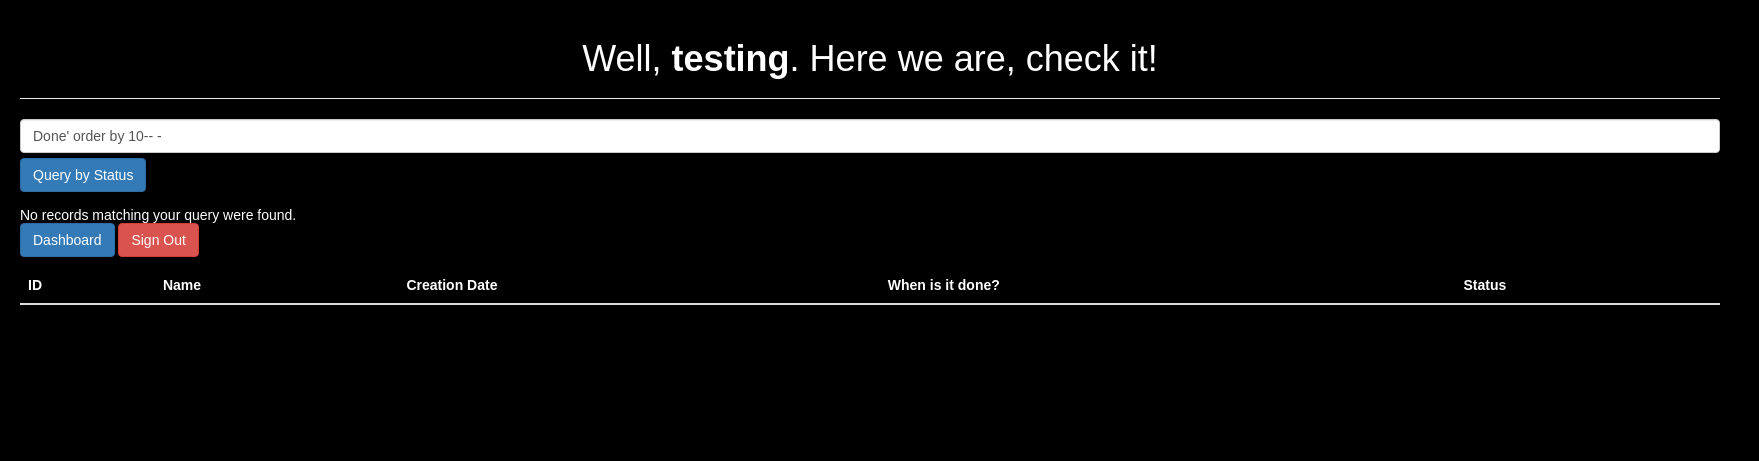 Well, testing. Here we are, check it!
Done' order by 10-- -
Query by Status
No records matching your query were found.
Dashboard Sign Out
ID Name Creation Date When is it done? Status